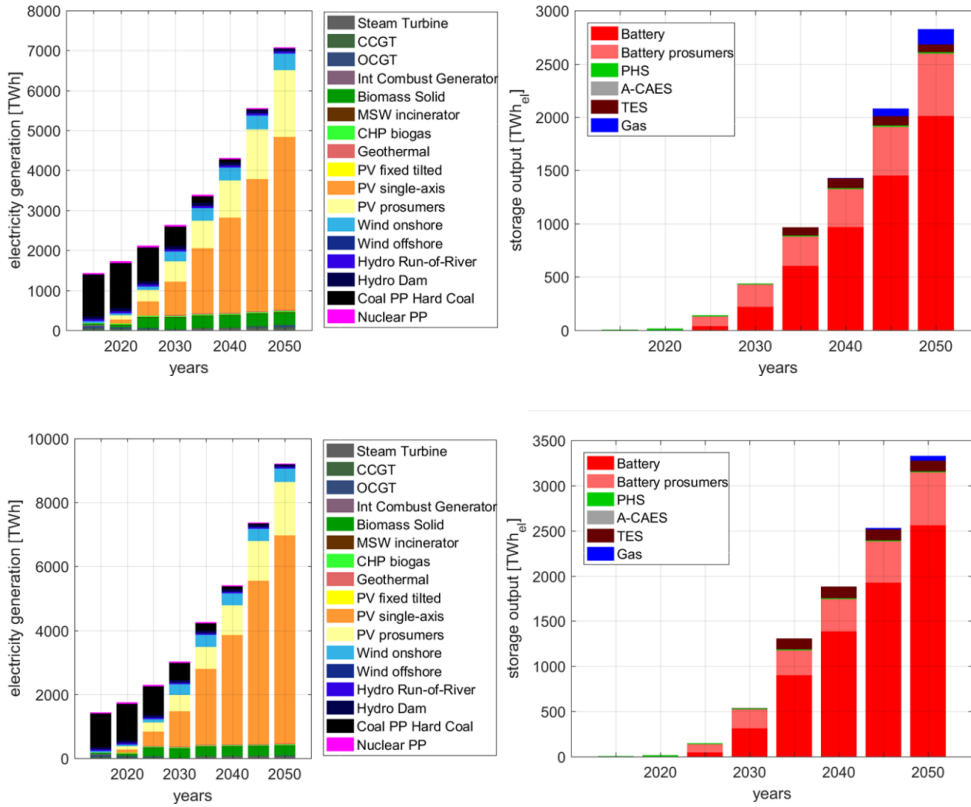 8000
7000
6000
5000
4000
3000
2000
1000
0
electricity generation [TWh]
2020
2030
2040
2050
years
Steam Turbine
CCGT
OCGT
Int Combust Generator
Biomass Solid
MSW incinerator
CHP biogas
Geothermal
PV fixed tilted
PV single-axis
PV prosumers
Wind onshore
Wind offshore
Hydro Run-of-River
Hydro Dam
Coal PP Hard Coal
Nuclear PP
3000
2500
2000
1500
1000
500
0
storage output [TWh_el]
2020
2030
2040
2050
years
Battery
Battery prosumers
PHS
A-CAES
TES
Gas
10000
8000
6000
4000
2000
0
electricity generation [TWh]
2020
2030
2040
2050
years
Steam Turbine
CCGT
OCGT
Int Combust Generator
Biomass Solid
MSW incinerator
CHP biogas
Geothermal
PV fixed tilted
PV single-axis
PV prosumers
Wind onshore
Wind offshore
Hydro Run-of-River
Hydro Dam
Coal PP Hard Coal
Nuclear PP
3500
3000
2500
2000
1500
1000
500
0
storage output [TWh_el]
2020
2030
2040
2050
years
Battery
Battery prosumers
PHS
A-CAES
TES
Gas